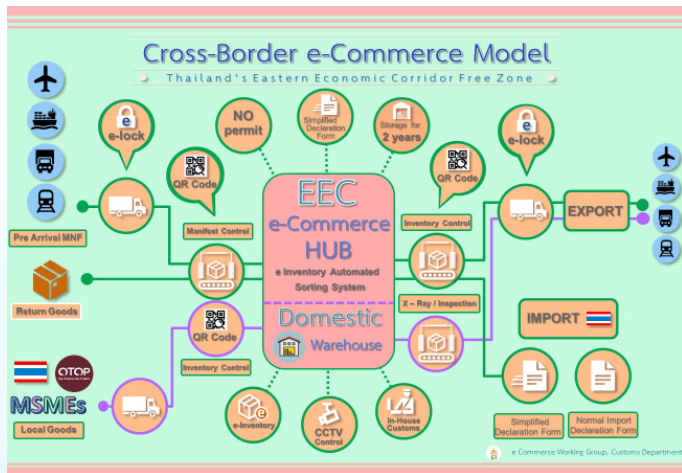 Cross-Border e-Commerce Model
Thailand's Eastern Economic Corridor Free Zone
e
e-lock
NO
permit
Simplified
Declaration
Form
Storage for
2 years
e
e-lock
QR Code
QR Code
Pre Arrival MNF
Manifest Control
EEC
e-Commerce
HUB
e Inventory Automated
Sorting System
Inventory Control
EXPORT
Return Goods
X – Ray / Inspection
QR Code
Domestic
Warehouse
IMPORT
Inventory Control
OTOP
MSMEs
Local Goods
e
e-Inventory
CCTV
Control
In-House
Customs
Simplified
Declaration Form
Normal Import
Declaration Form
e Commerce Working Group, Customs Department